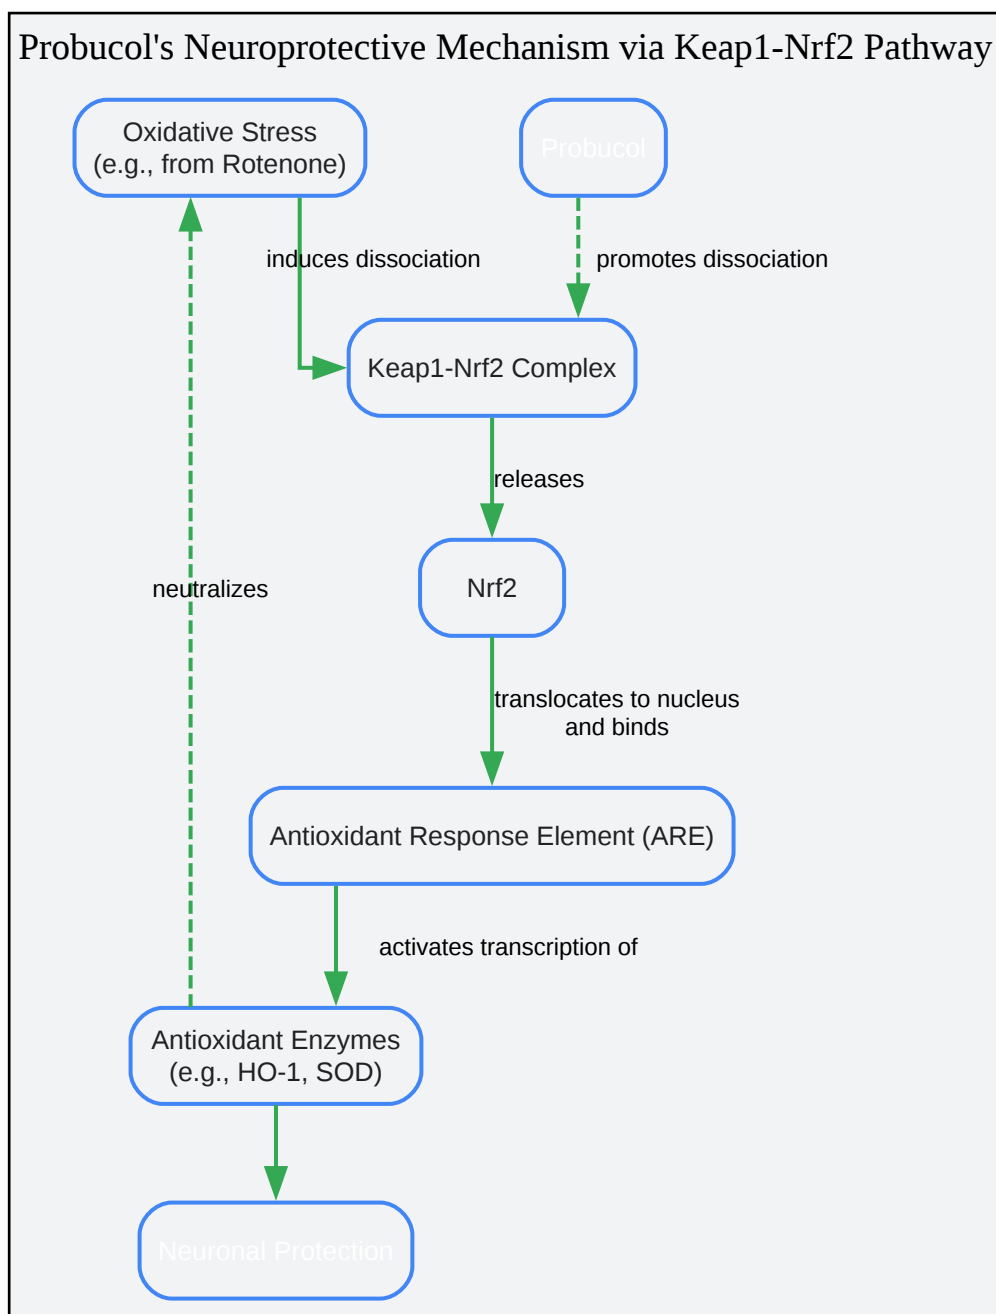 Probucol's Neuroprotective Mechanism via Keap1-Nrf2 Pathway
Oxidative Stress
(e.g., from Rotenone)
Probucol
induces dissociation
promotes dissociation
Keap1-Nrf2 Complex
releases
Nrf2
neutralizes
translocates to nucleus
and binds
Antioxidant Response Element (ARE)
activates transcription of
Antioxidant Enzymes
(e.g., HO-1, SOD)
Neuronal Protection